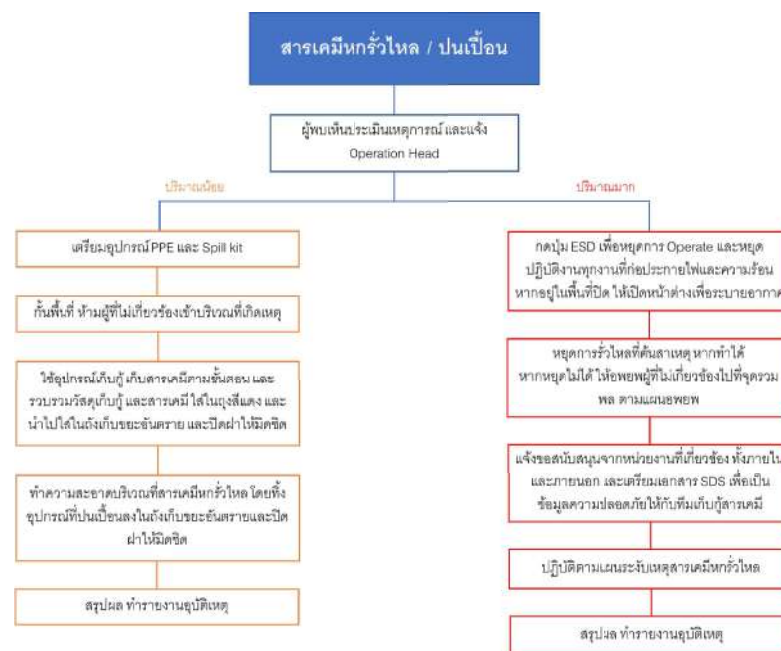 สารเคมีหกรั่วไหล / ปนเปื้อน
ผู้พบเห็นประเมินเหตุการณ์ และแจ้ง
Operation Head
ปริมาณน้อย
เตรียมอุปกรณ์ PPE และ Spill kit
กั้นพื้นที่ ห้ามผู้ที่ไม่เกี่ยวข้องเข้าบริเวณที่เกิดเหตุ
ใช้อุปกรณ์เก็บกู้ เก็บสารเคมีตามขั้นตอน และ
รวบรวมวัสดุเก็บกู้ และสารเคมี ใส่ในถุงสีแดง และ
นำไปใส่ในถังเก็บขยะอันตราย และปิดฝาให้มิดชิด
ทำความสะอาดบริเวณที่สารเคมีหกรั่วไหล โดยทิ้ง
อุปกรณ์ที่ปนเปื้อนลงในถังเก็บขยะอันตรายและปิด
ฝาให้มิดชิด
สรุปผล ทำรายงานอุบัติเหตุ
ปริมาณมาก
กดปุ่ม ESD เพื่อหยุดการ Operate และหยุด
ปฏิบัติงานทุกงานที่ก่อประกายไฟและความร้อน
หากอยู่ในพื้นที่ปิด ให้เปิดหน้าต่างเพื่อระบายอากาศ
หยุดการรั่วไหลที่ต้นสาเหตุ หากทำได้
หากหยุดไม่ได้ ให้อพยพผู้ที่ไม่เกี่ยวข้องไปที่จุดรวม
พล ตามแผนอพยพ
แจ้งขอสนับสนุนจากหน่วยงานที่เกี่ยวข้อง ทั้งภายใน
และภายนอก และเตรียมเอกสาร SDS เพื่อเป็น
ข้อมูลความปลอดภัยให้กับทีมเก็บกู้สารเคมี
ปฏิบัติตามแผนระงับเหตุสารเคมีหกรั่วไหล
สรุปผล ทำรายงานอุบัติเหตุ